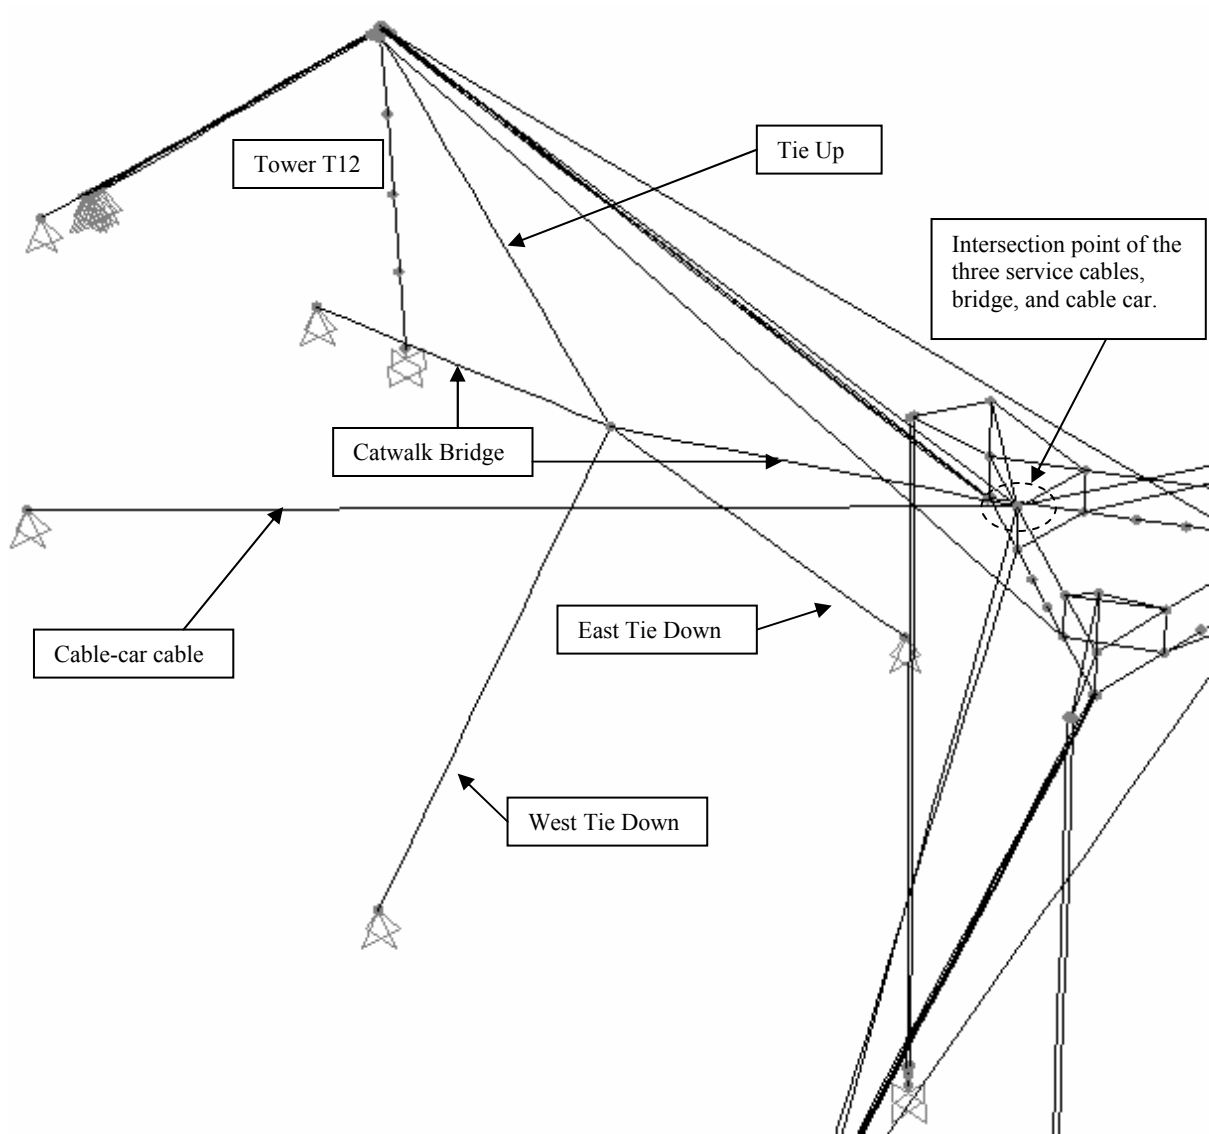 Tie Up
Tower T12
Intersection point of the
three service cables,
bridge, and cable car.
Catwalk Bridge
East Tie Down
Cable-car cable
West Tie Down